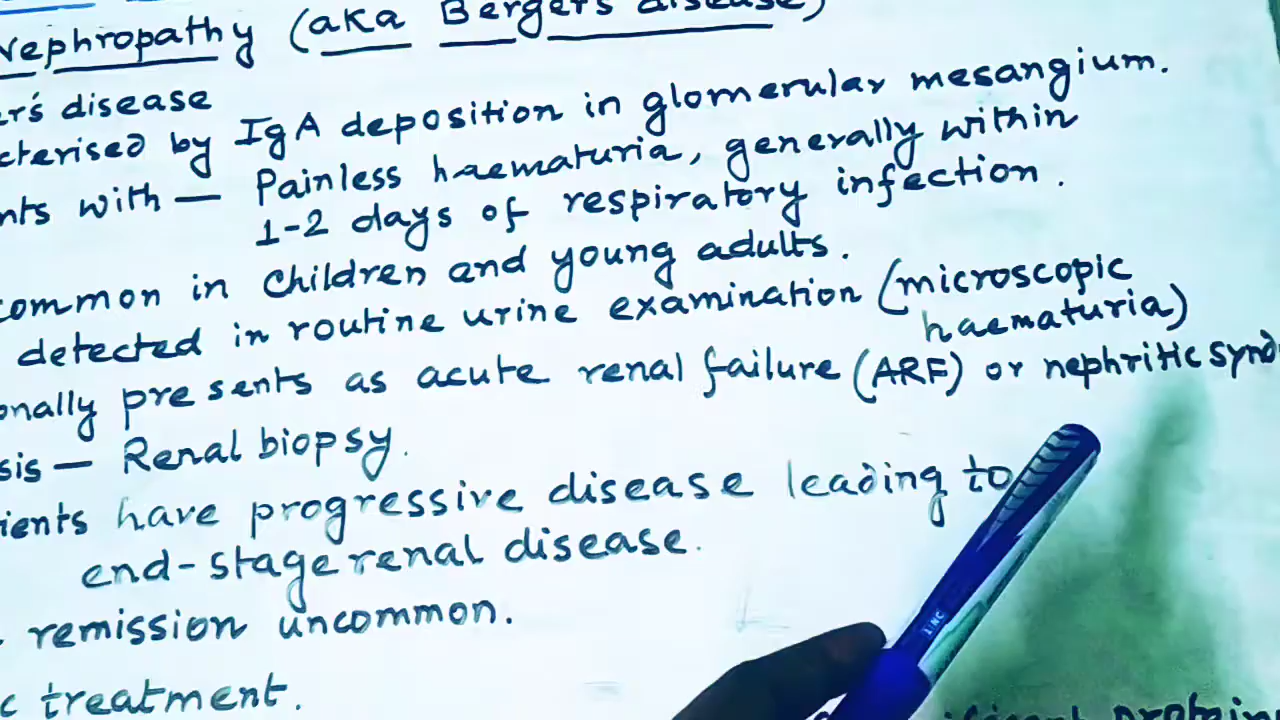 Nephropathy (aka Berger's disease)
er's disease
cterised by IgA deposition in glomerular mesangium.
nts with — Painless haematuria, generally within
1-2 days of respiratory infection.
common in children and young adults.
detected in routine urine examination (microscopic
haematuria)
onally presents as acute renal failure (ARF) or nephritic synd
sis — Renal biopsy.
ients have progressive disease leading to
end-stage renal disease.
remission uncommon.
c treatment.
LINC